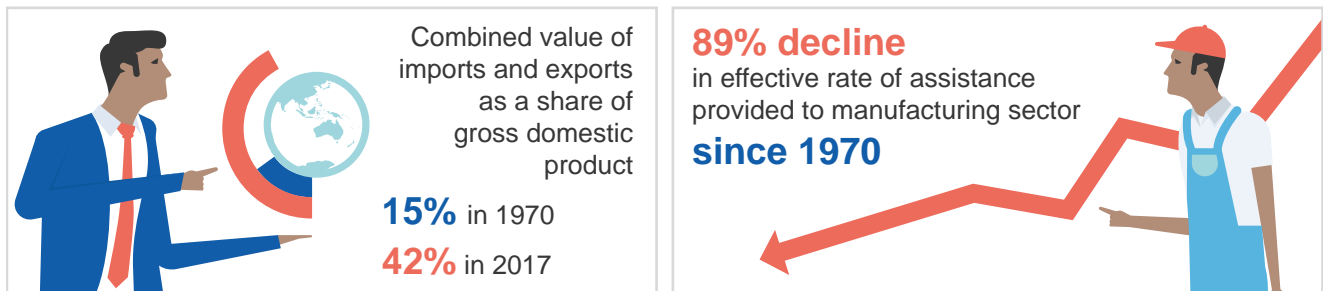 Combined value of
imports and exports
as a share of
gross domestic
product
15% in 1970
42% in 2017
89% decline
in effective rate of assistance
provided to manufacturing sector
since 1970